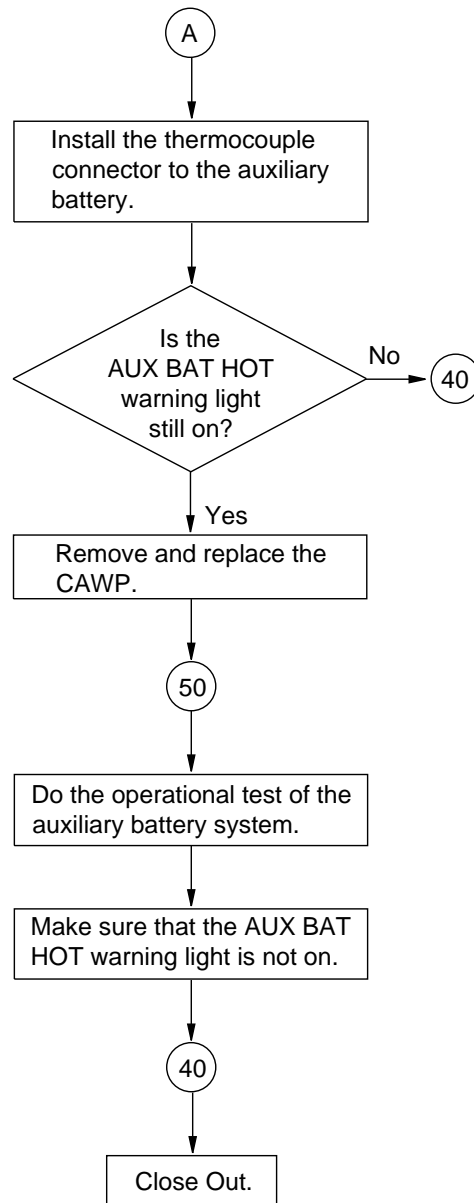 A
Install the thermocouple
connector to the auxiliary
battery.
Is the
AUX BAT HOT
warning light
still on?
No
40
Yes
Remove and replace the
CAWP.
50
Do the operational test of the
auxiliary battery system.
Make sure that the AUX BAT
HOT warning light is not on.
40
Close Out.